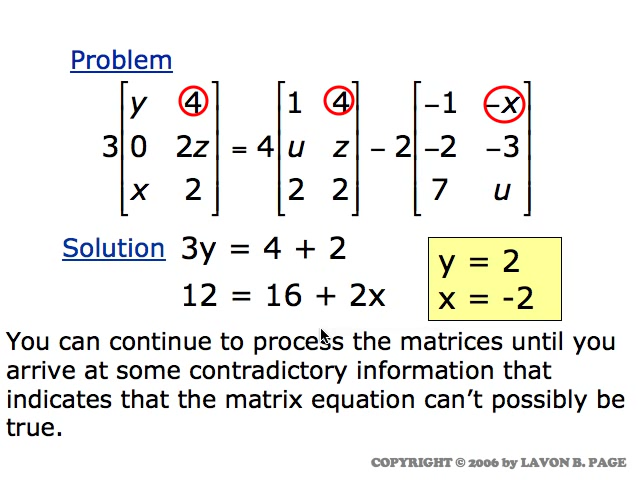 Problem
3 [ y 4 ] = 4 [ 1 4 ] – 2 [ –1 –x ]
[ 0 2z ] [ u z ] [ –2 –3 ]
[ x 2 ] [ 2 2 ] [ 7 u ]
Solution 3y = 4 + 2
12 = 16 + 2x
y = 2
x = -2
You can continue to process the matrices until you
arrive at some contradictory information that
indicates that the matrix equation can’t possibly be
true.
COPYRIGHT © 2006 by LAVON B. PAGE